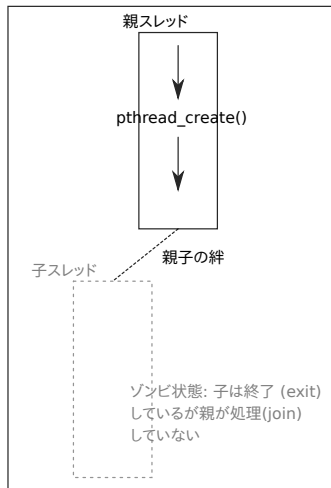 親スレッド
pthread_create()
親子の絆
子スレッド
ゾンビ状態: 子は終了 (exit)
しているが親が処理(join)
していない